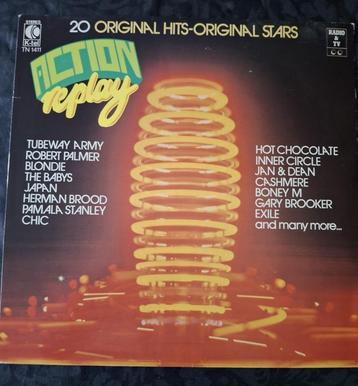 STEREO
K-tel
TN 1411
20 ORIGINAL HITS-ORIGINAL STARS
RADIO
&
TV
ACTION
replay
TUBEWAY ARMY
ROBERT PALMER
BLONDIE
THE BABYS
JAPAN
HERMAN BROOD
PAMALA STANLEY
CHIC
HOT CHOCOLATE
INNER CIRCLE
JAN & DEAN
CASHMERE
BONEY M
GARY BROOKER
EXILE
and many more...